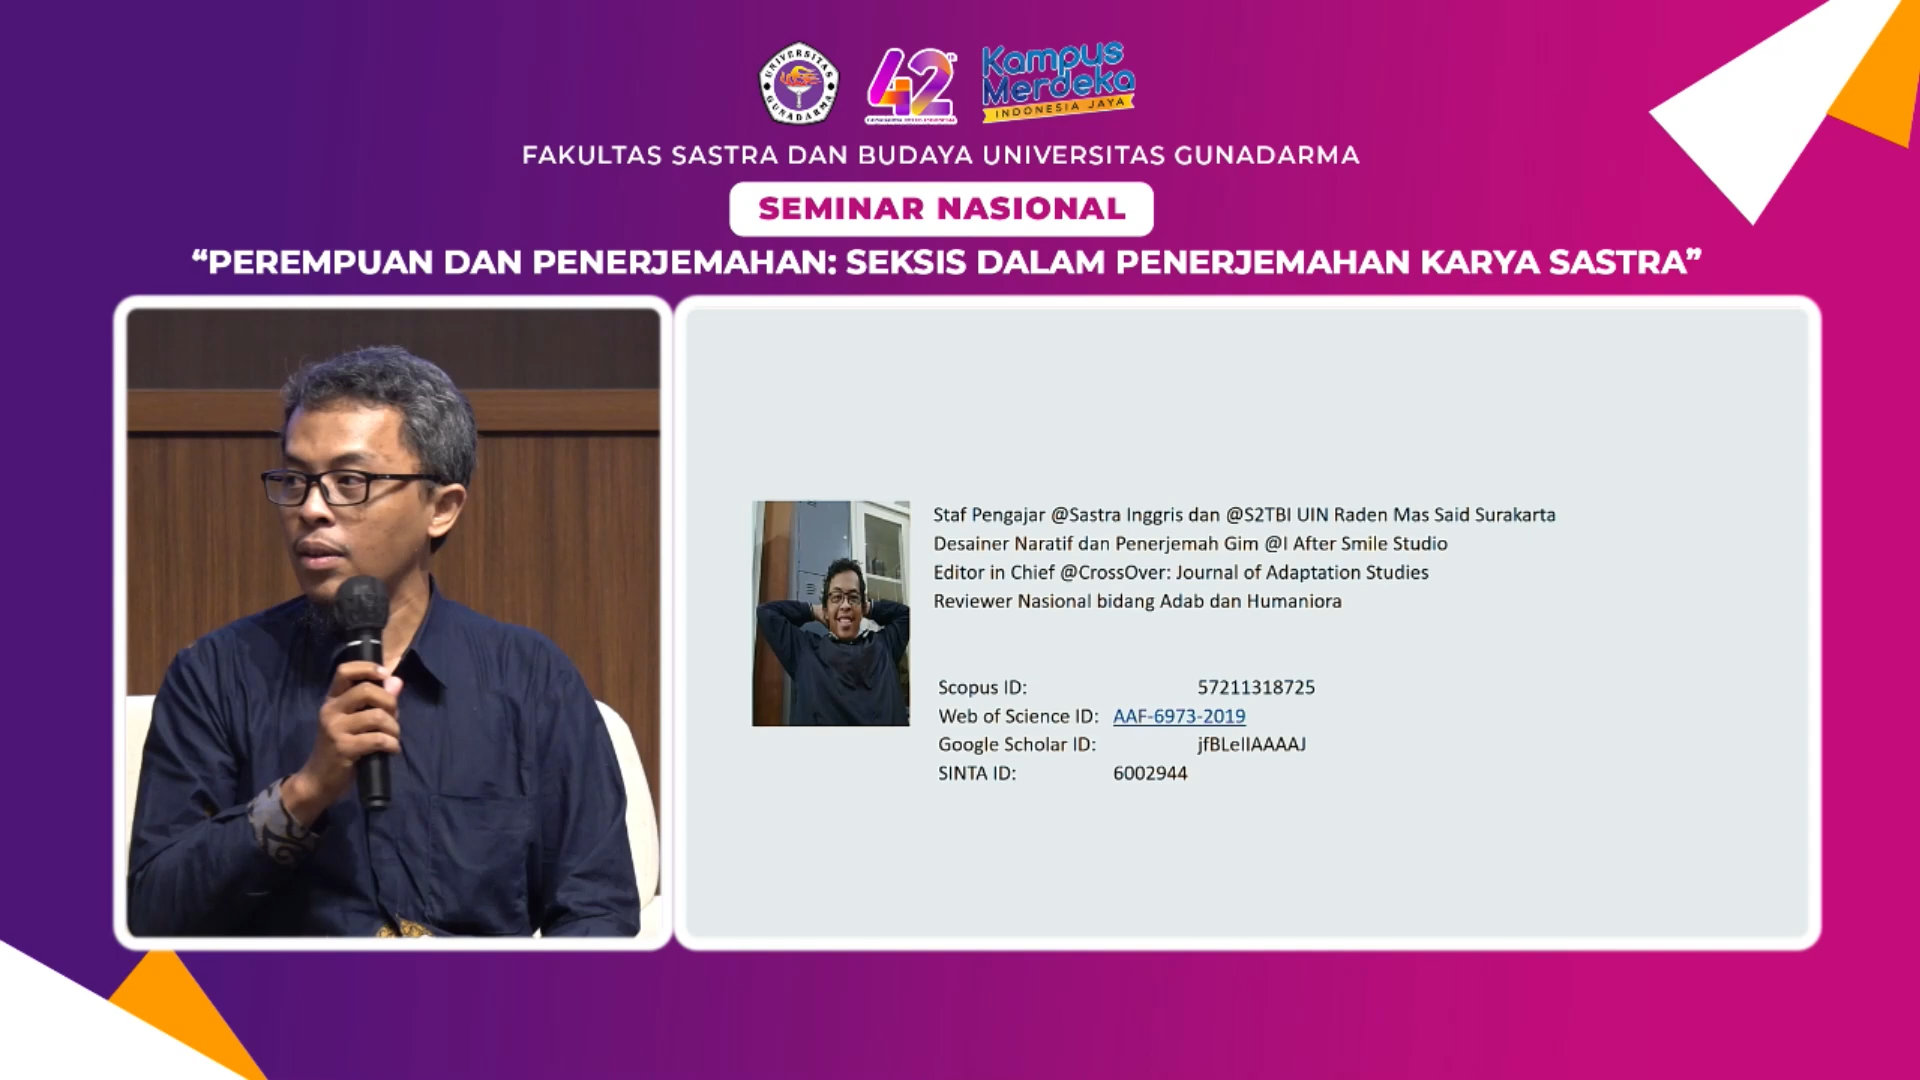 UNIVERSITAS GUNADARMA
42
Kampus
Merdeka
INDONESIA JAYA
FAKULTAS SASTRA DAN BUDAYA UNIVERSITAS GUNADARMA
SEMINAR NASIONAL
“PEREMPUAN DAN PENERJEMAHAN: SEKSIS DALAM PENERJEMAHAN KARYA SASTRA”
Staf Pengajar @Sastra Inggris dan @S2TBI UIN Raden Mas Said Surakarta
Desainer Naratif dan Penerjemah Gim @I After Smile Studio
Editor in Chief @CrossOver: Journal of Adaptation Studies
Reviewer Nasional bidang Adab dan Humaniora
Scopus ID: 57211318725
Web of Science ID: AAF-6973-2019
Google Scholar ID: jfBLeIIAAAAJ
SINTA ID: 6002944